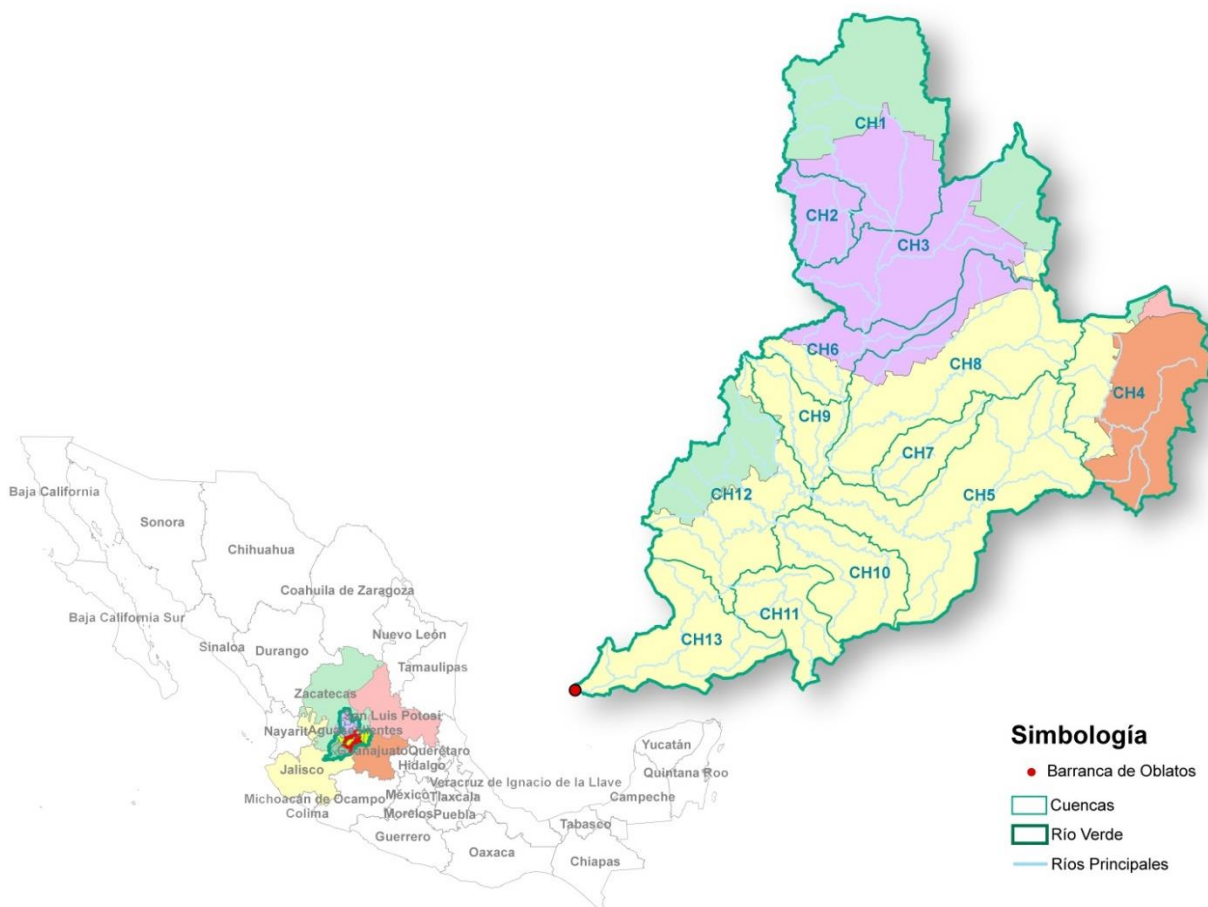 CH1
CH2
CH3
CH6
CH8
CH4
CH9
CH7
CH5
CH12
CH10
CH11
CH13
Baja California
Sonora
Chihuahua
Coahuila de Zaragoza
Baja California Sur
Sinaloa
Durango
Nuevo León
Tamaulipas
Zacatecas
San Luis Potosí
Nayarit
Aguascalientes
Guanajuato
Querétaro
Hidalgo
Jalisco
Veracruz de Ignacio de la Llave
Michoacán de Ocampo
México
Tlaxcala
Colima
Morelos
Puebla
Guerrero
Oaxaca
Tabasco
Chiapas
Campeche
Yucatán
Quintana Roo
Simbología
Barranca de Oblatos
Cuencas
Río Verde
Ríos Principales